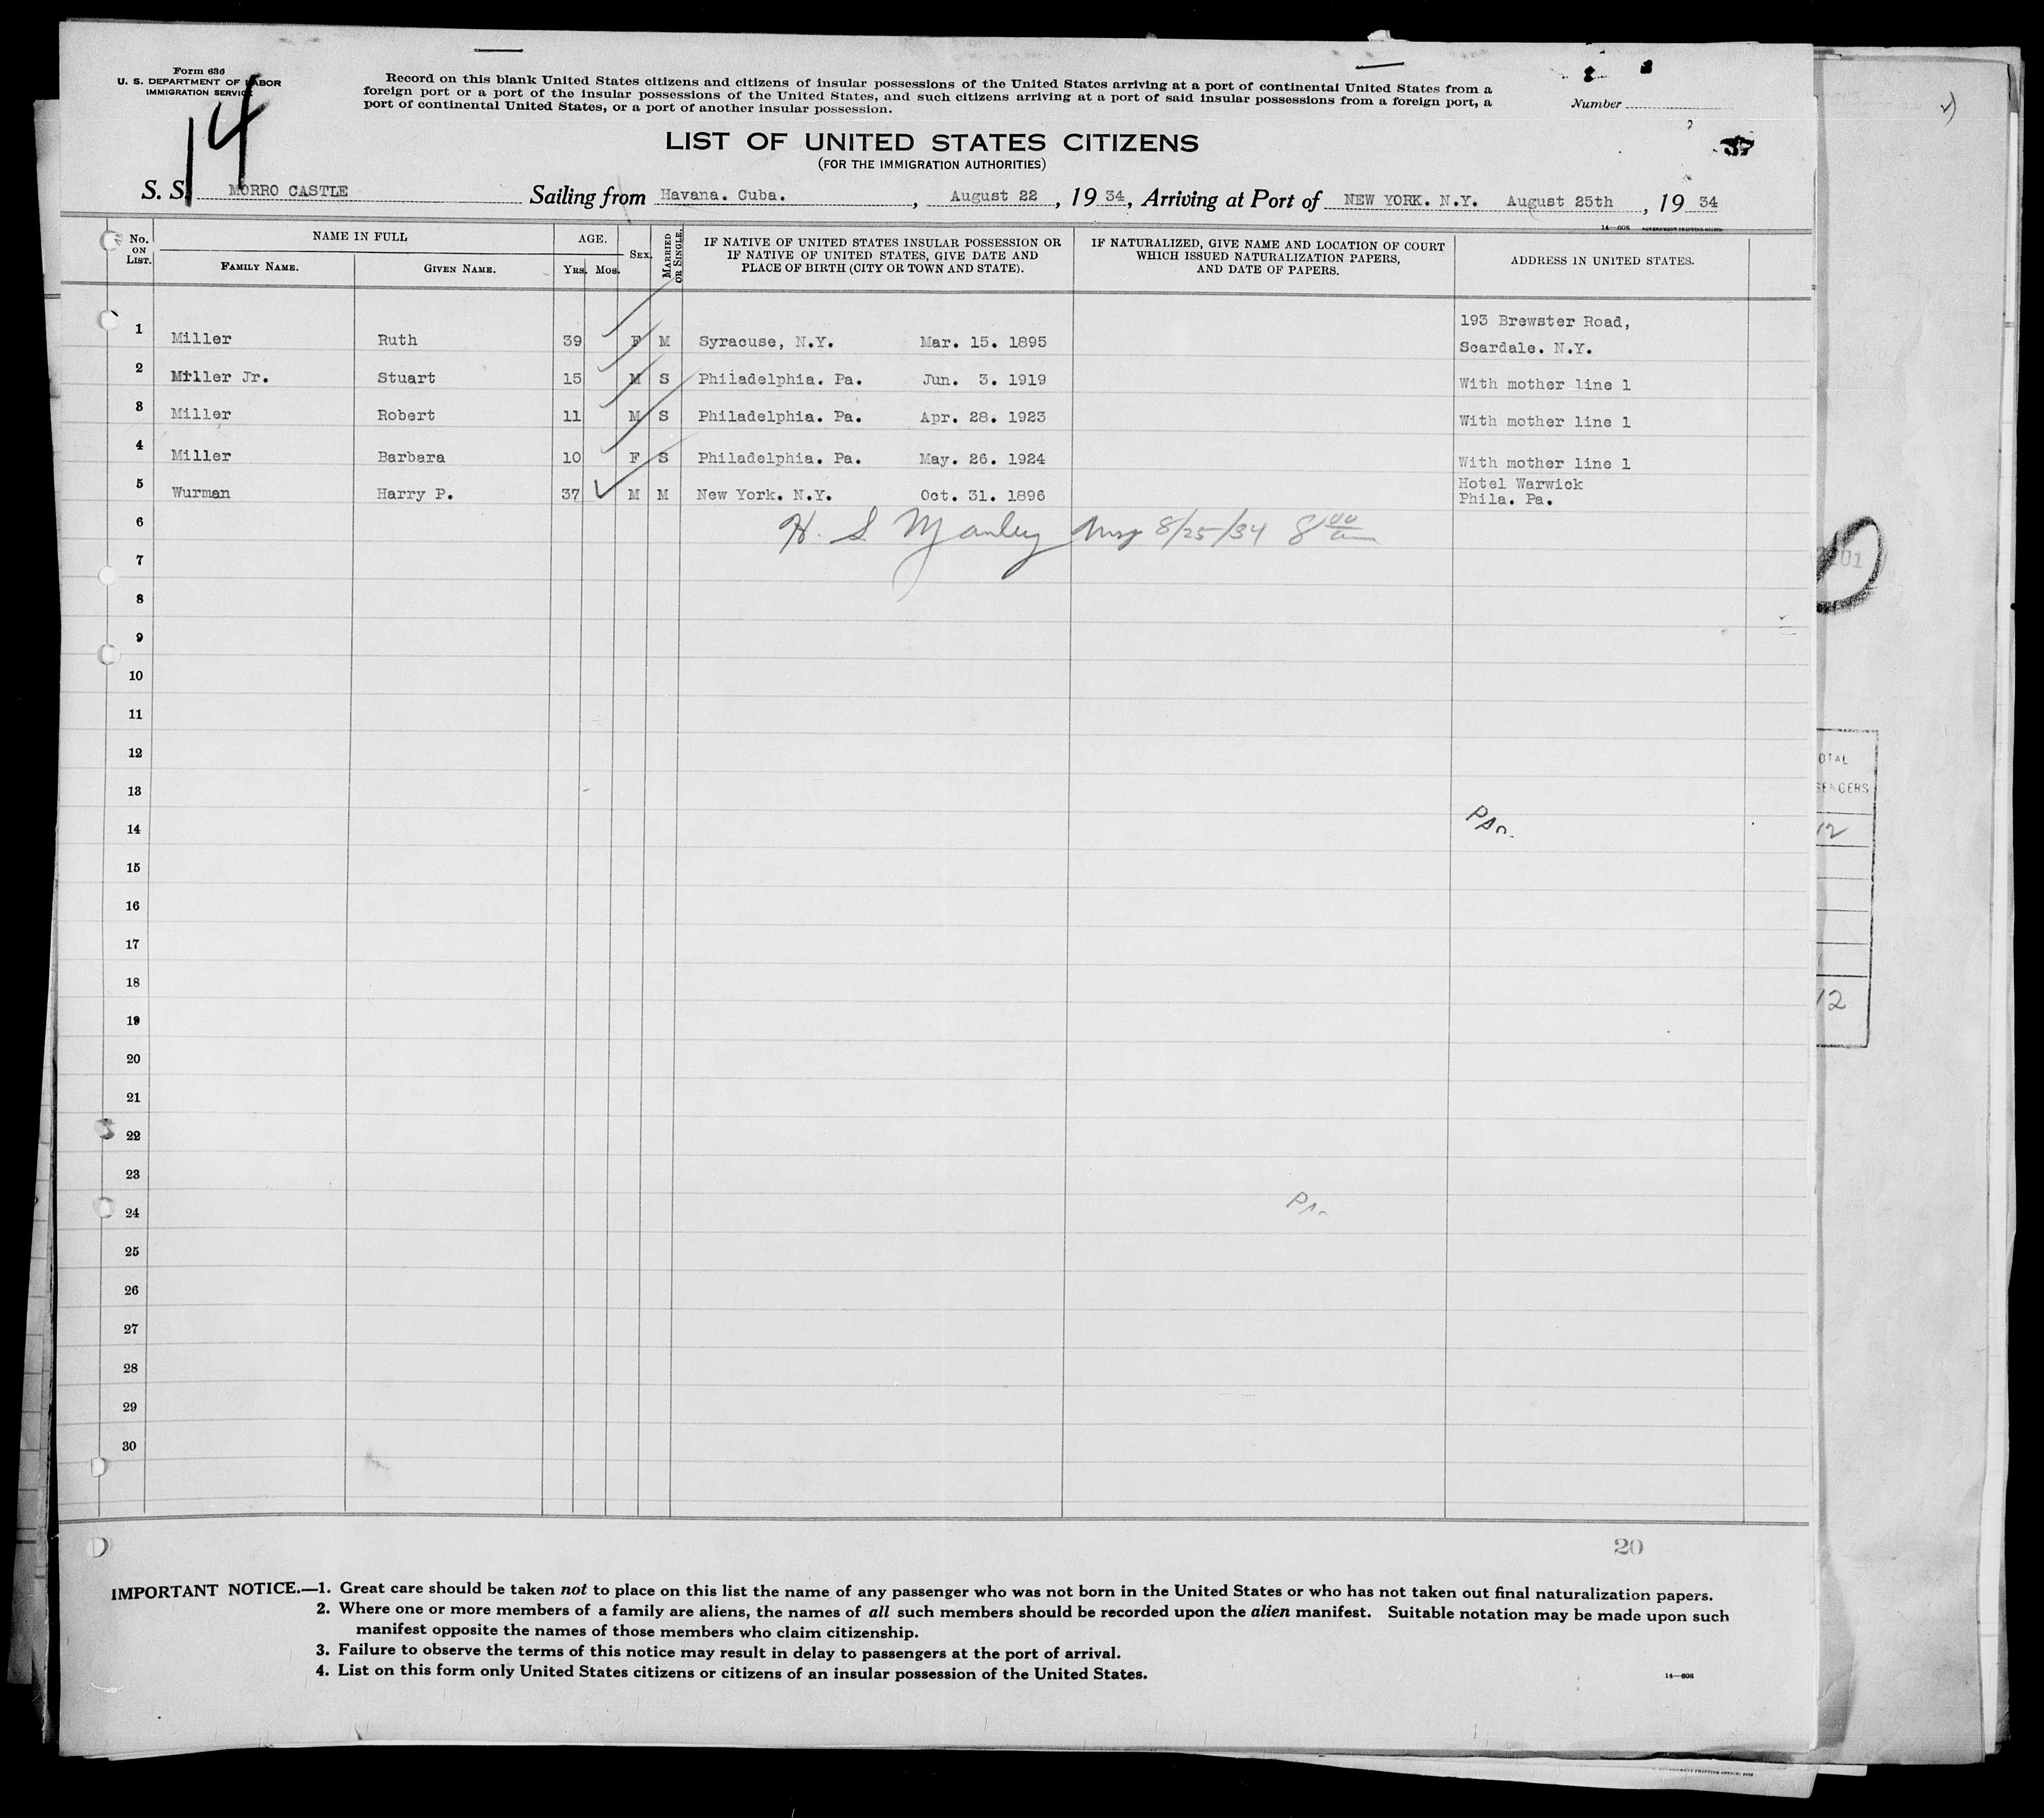 Form 630
U. S. DEPARTMENT OF LABOR
IMMIGRATION SERVICE
14
Record on this blank United States citizens and citizens of insular possessions of the United States arriving at a port of continental United States from a
foreign port or a port of the insular possessions of the United States, and such citizens arriving at a port of said insular possessions from a foreign port, a
port of continental United States, or a port of another insular possession.
Number
LIST OF UNITED STATES CITIZENS
(FOR THE IMMIGRATION AUTHORITIES)
S. S. MORRO CASTLE Sailing from Havana. Cuba. , August 22 , 19 34, Arriving at Port of NEW YORK. N.Y. August 25th , 19 34
14—608
No. ON LIST. NAME IN FULL AGE. SEX. MARRIED OR SINGLE. IF NATIVE OF UNITED STATES INSULAR POSSESSION OR IF NATIVE OF UNITED STATES, GIVE DATE AND PLACE OF BIRTH (CITY OR TOWN AND STATE). IF NATURALIZED, GIVE NAME AND LOCATION OF COURT WHICH ISSUED NATURALIZATION PAPERS, AND DATE OF PAPERS. ADDRESS IN UNITED STATES.
FAMILY NAME. GIVEN NAME. YRS. MOS.
193 Brewster Road,
1 Miller Ruth 39 F M Syracuse, N.Y. Mar. 15. 1895 Scardale. N.Y.
2 Miller Jr. Stuart 15 M S Philadelphia. Pa. Jun. 3. 1919 With mother line 1
3 Miller Robert 11 M S Philadelphia. Pa. Apr. 28. 1923 With mother line 1
4 Miller Barbara 10 F S Philadelphia. Pa. May. 26. 1924 With mother line 1
5 Wurman Harry P. 37 M M New York. N.Y. Oct. 31. 1896 Hotel Warwick
Phila. Pa.
6 H. S. Manley 8/25/34 8 00 am
7
8
9
10
11
12
13
14
15
16
17
18
19
20
21
22
23
24
25
26
27
28
29
30
20
IMPORTANT NOTICE.—1. Great care should be taken not to place on this list the name of any passenger who was not born in the United States or who has not taken out final naturalization papers.
2. Where one or more members of a family are aliens, the names of all such members should be recorded upon the alien manifest. Suitable notation may be made upon such
manifest opposite the names of those members who claim citizenship.
3. Failure to observe the terms of this notice may result in delay to passengers at the port of arrival.
4. List on this form only United States citizens or citizens of an insular possession of the United States.
14—608
OTAL
SENGERS
12
12